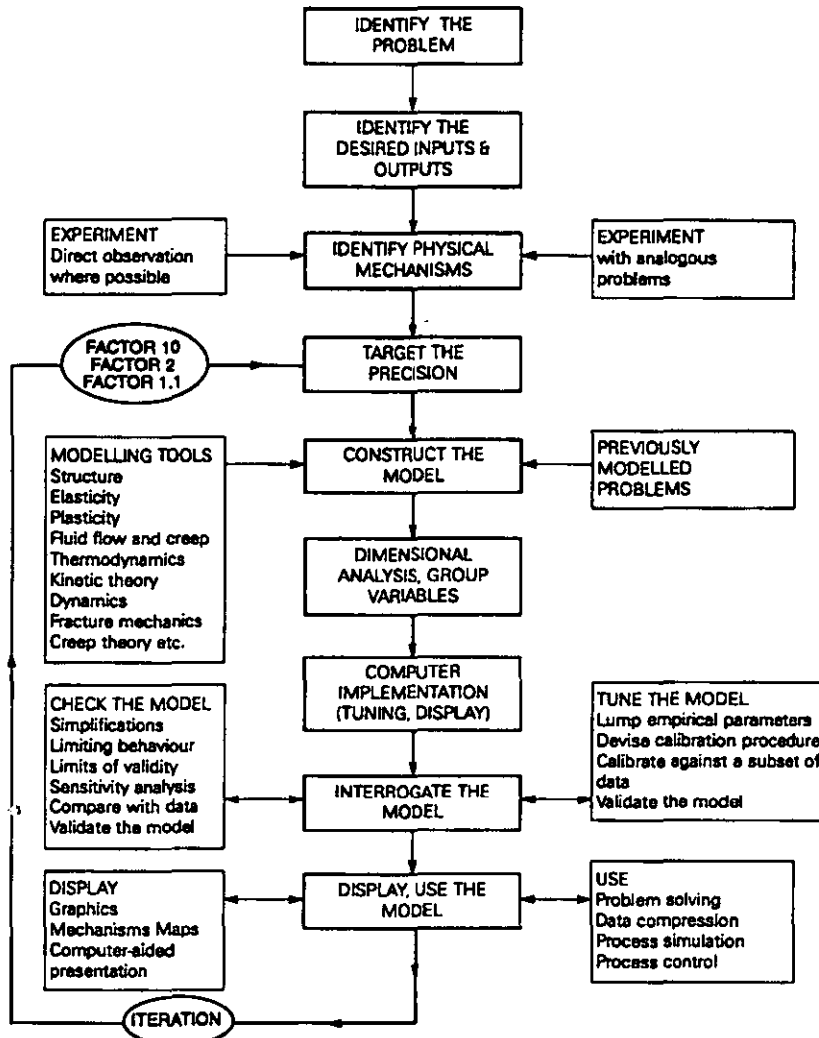 IDENTIFY THE
PROBLEM
IDENTIFY THE
DESIRED INPUTS &
OUTPUTS
EXPERIMENT
Direct observation
where possible
IDENTIFY PHYSICAL
MECHANISMS
EXPERIMENT
with analogous
problems
FACTOR 10
FACTOR 2
FACTOR 1.1
TARGET THE
PRECISION
MODELLING TOOLS
Structure
Elasticity
Plasticity
Fluid flow and creep
Thermodynamics
Kinetic theory
Dynamics
Fracture mechanics
Creep theory etc.
CONSTRUCT THE
MODEL
PREVIOUSLY
MODELLED
PROBLEMS
DIMENSIONAL
ANALYSIS, GROUP
VARIABLES
COMPUTER
IMPLEMENTATION
(TUNING, DISPLAY)
CHECK THE MODEL
Simplifications
Limiting behaviour
Limits of validity
Sensitivity analysis
Compare with data
Validate the model
INTERROGATE THE
MODEL
TUNE THE MODEL
Lump empirical parameters
Devise calibration procedure
Calibrate against a subset of
data
Validate the model
DISPLAY
Graphics
Mechanisms Maps
Computer-aided
presentation
DISPLAY, USE THE
MODEL
USE
Problem solving
Data compression
Process simulation
Process control
ITERATION